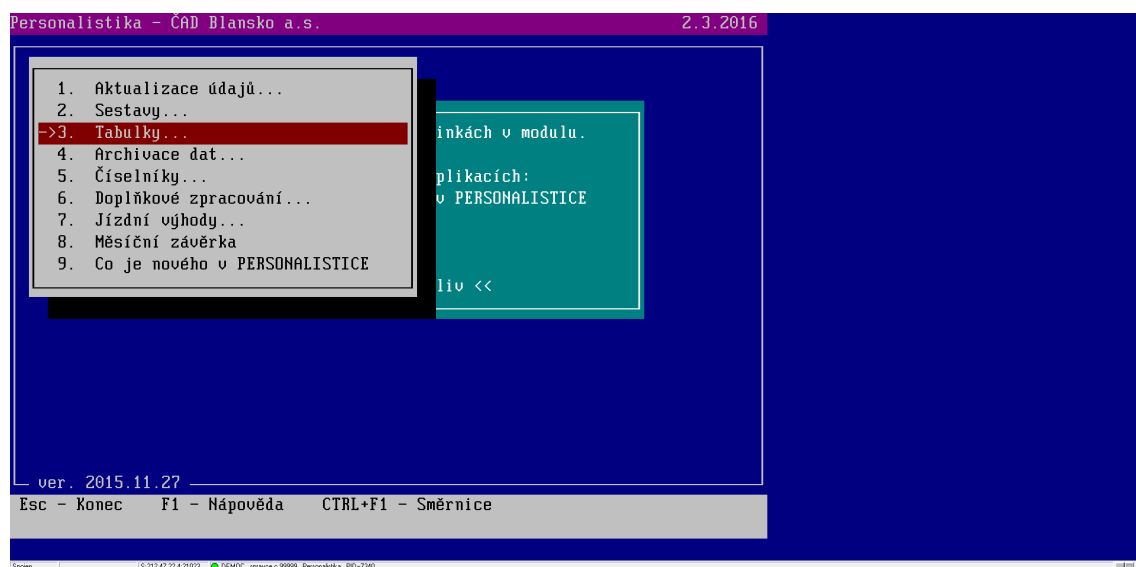 Personalistika - ČAD Blansko a.s. 2.3.2016
1. Aktualizace údajů...
2. Sestavy...
->3. Tabulky...
4. Archivace dat...
5. Číselníky...
6. Doplňkové zpracování...
7. Jízdní výhody...
8. Měsíční závěrka
9. Co je nového v PERSONALISTICE
inkách v modulu.
plikacích:
v PERSONALISTICE
liv <<
ver. 2015.11.27
Esc - Konec F1 - Nápověda CTRL+F1 - Směrnice
Spojen